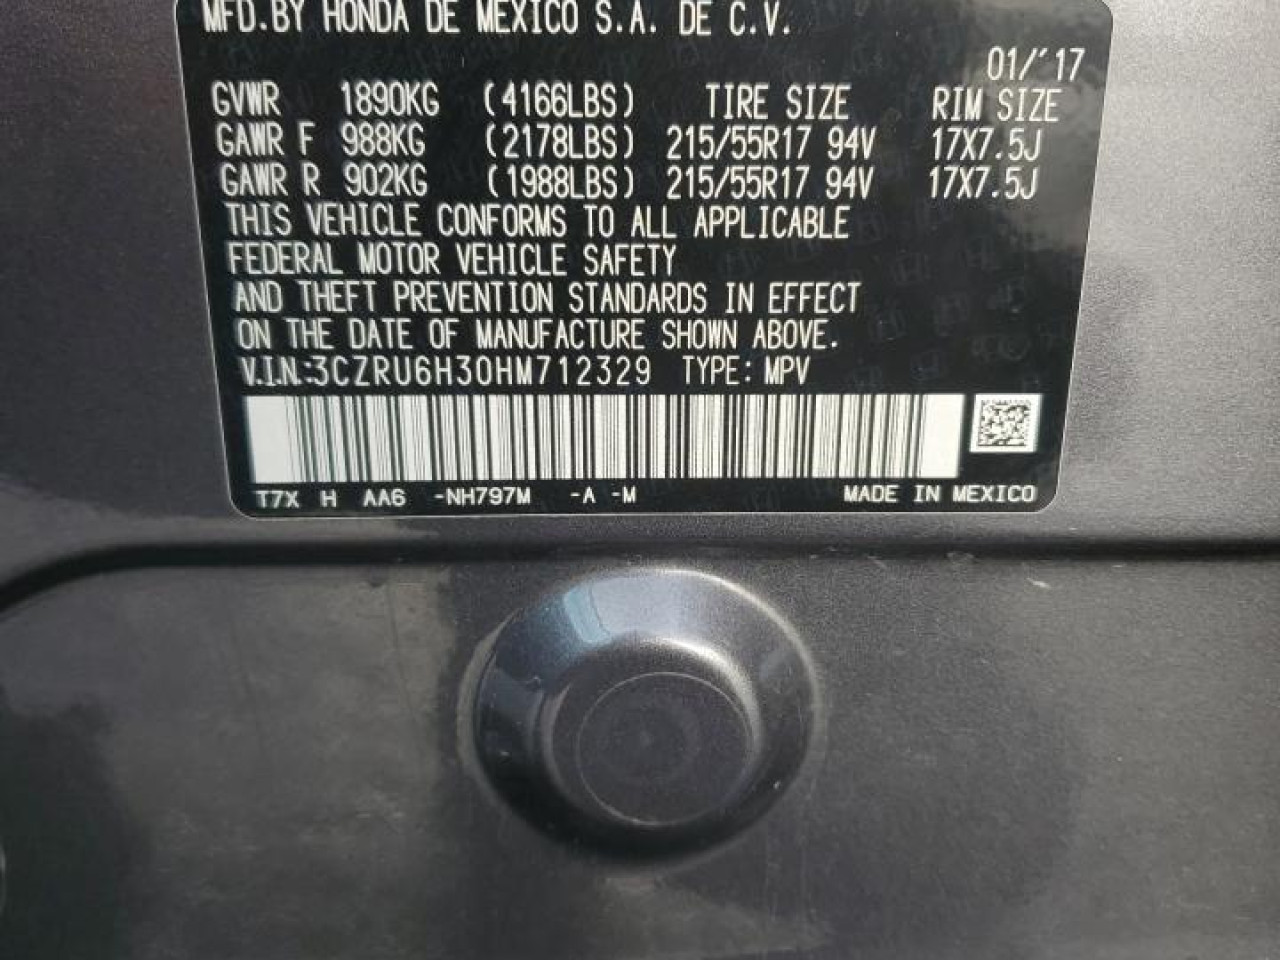 MFD.BY HONDA DE MEXICO S.A. DE C.V.
01/'17
GVWR 1890KG (4166LBS) TIRE SIZE RIM SIZE
GAWR F 988KG (2178LBS) 215/55R17 94V 17X7.5J
GAWR R 902KG (1988LBS) 215/55R17 94V 17X7.5J
THIS VEHICLE CONFORMS TO ALL APPLICABLE
FEDERAL MOTOR VEHICLE SAFETY
AND THEFT PREVENTION STANDARDS IN EFFECT
ON THE DATE OF MANUFACTURE SHOWN ABOVE.
V.I.N.:3CZRU6H30HM712329 TYPE: MPV
T7X H AA6 -NH797M -A -M MADE IN MEXICO